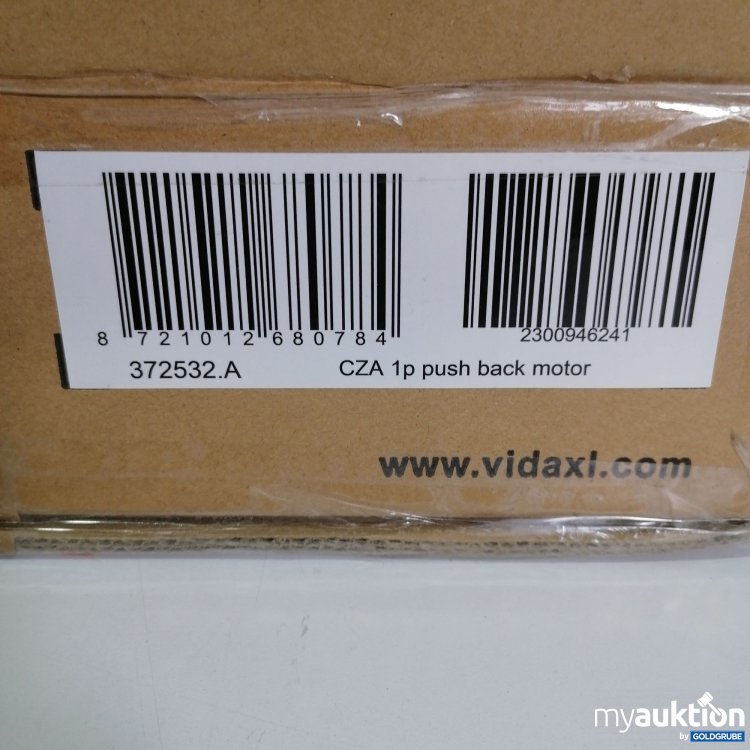 8 721012 680784
2300946241
372532.A
CZA 1p push back motor
www.vidaxl.com
myauktion
by GOLDGRUBE